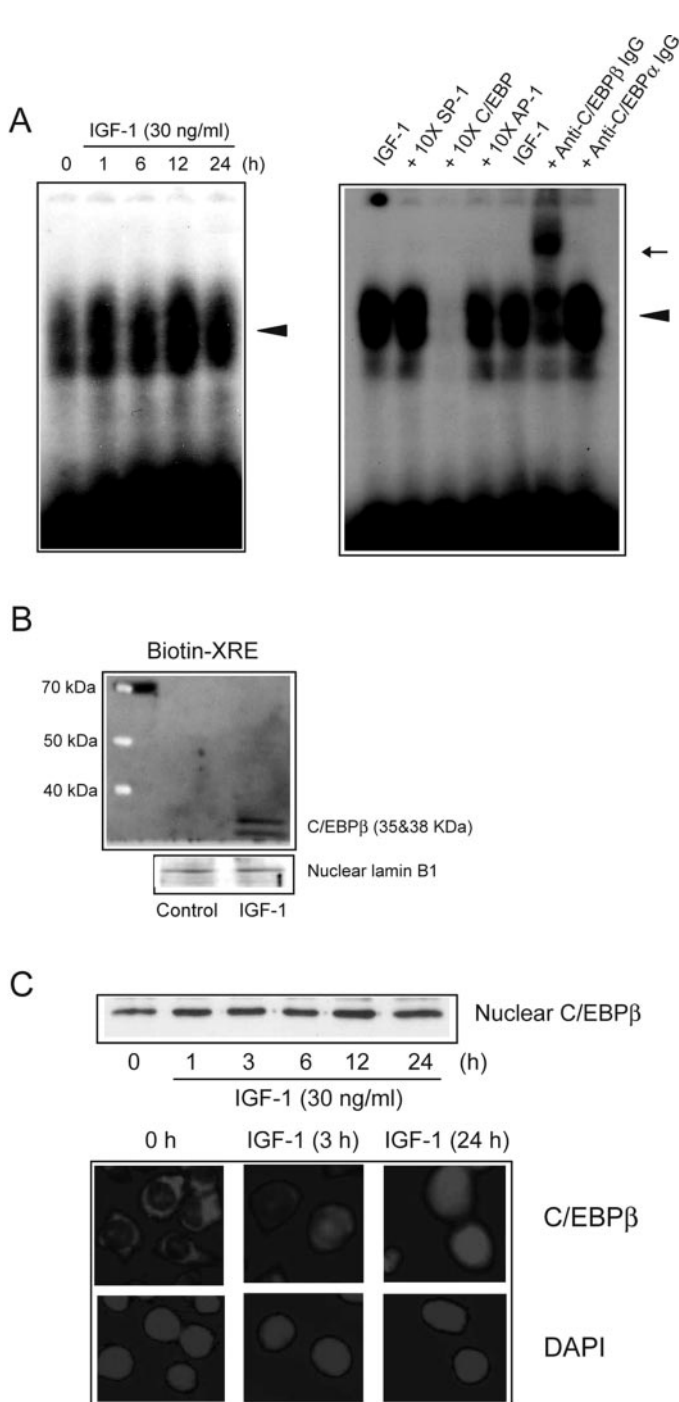 A
IGF-1 (30 ng/ml)
0 1 6 12 24 (h)
IGF-1
+ 10X SP-1
+ 10X C/EBP
+ 10X AP-1
IGF-1
+ Anti-C/EBPβ IgG
+ Anti-C/EBPα IgG
B
Biotin-XRE
70 kDa
50 kDa
40 kDa
C/EBPβ (35&38 KDa)
Nuclear lamin B1
Control IGF-1
C
Nuclear C/EBPβ
0 1 3 6 12 24 (h)
IGF-1 (30 ng/ml)
0 h IGF-1 (3 h) IGF-1 (24 h)
C/EBPβ
DAPI